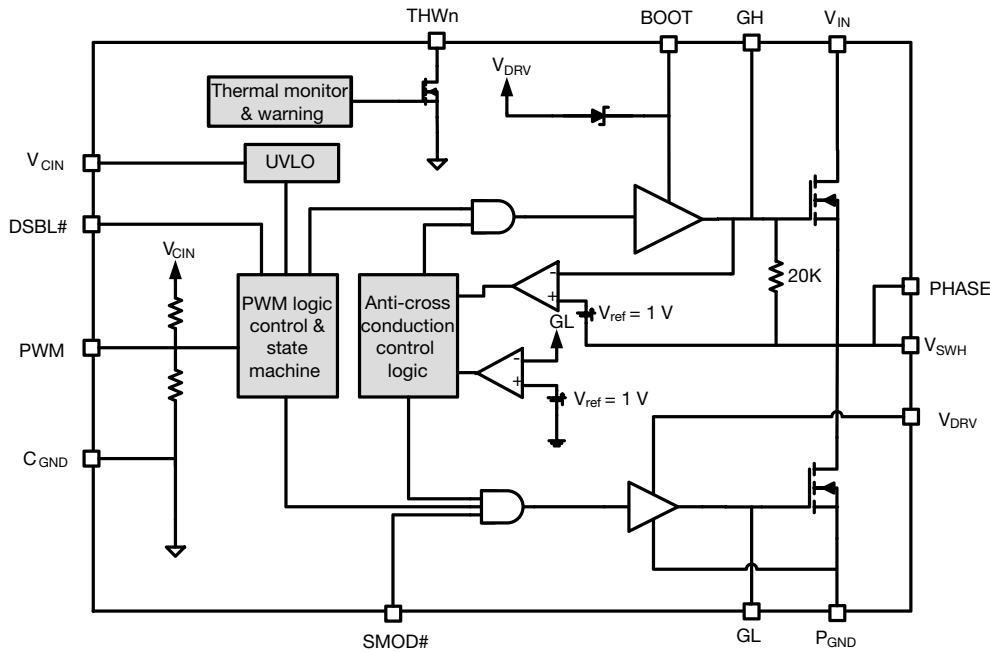 THWn
BOOT
GH
VIN
VDRV
Thermal monitor
& warning
VCIN
UVLO
DSBL#
VCIN
PWM logic
control &
state
machine
Anti-cross
conduction
control
logic
-
+
20K
Vref = 1 V
GL
PHASE
PWM
VSWH
-
+
Vref = 1 V
VDRV
CGND
SMOD#
GL
PGND